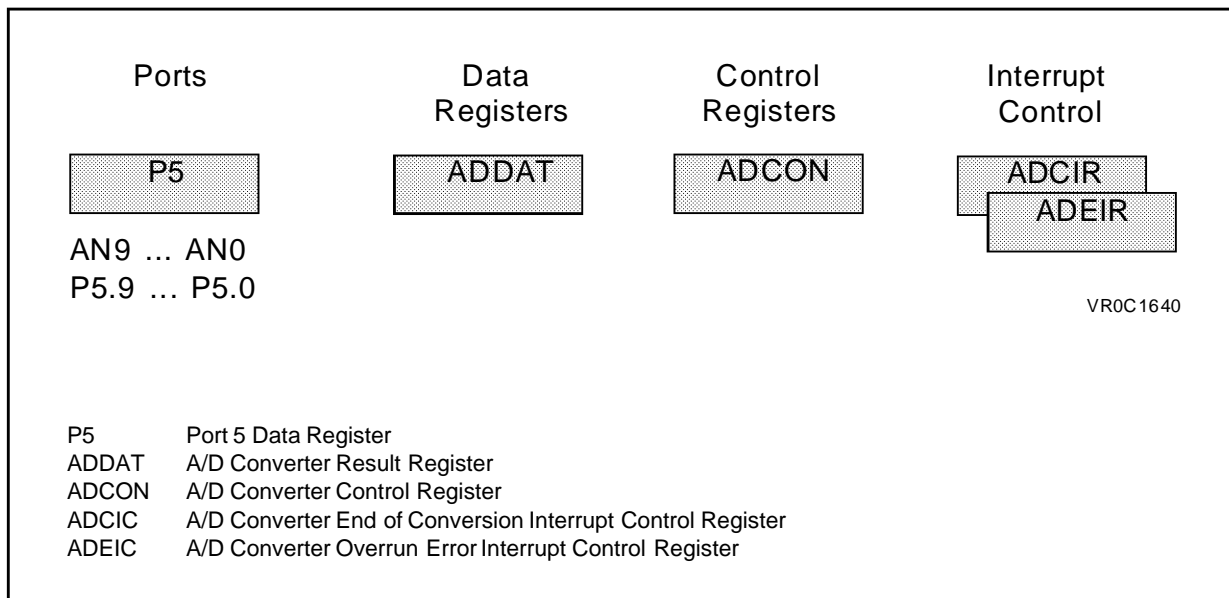 Ports
Data
Registers
Control
Registers
Interrupt
Control
P5
ADDAT
ADCON
ADCIR
ADEIR
AN9 ... AN0
P5.9 ... P5.0
VR0C1640
P5 Port 5 Data Register
ADDAT A/D Converter Result Register
ADCON A/D Converter Control Register
ADCIC A/D Converter End of Conversion Interrupt Control Register
ADEIC A/D Converter Overrun Error Interrupt Control Register